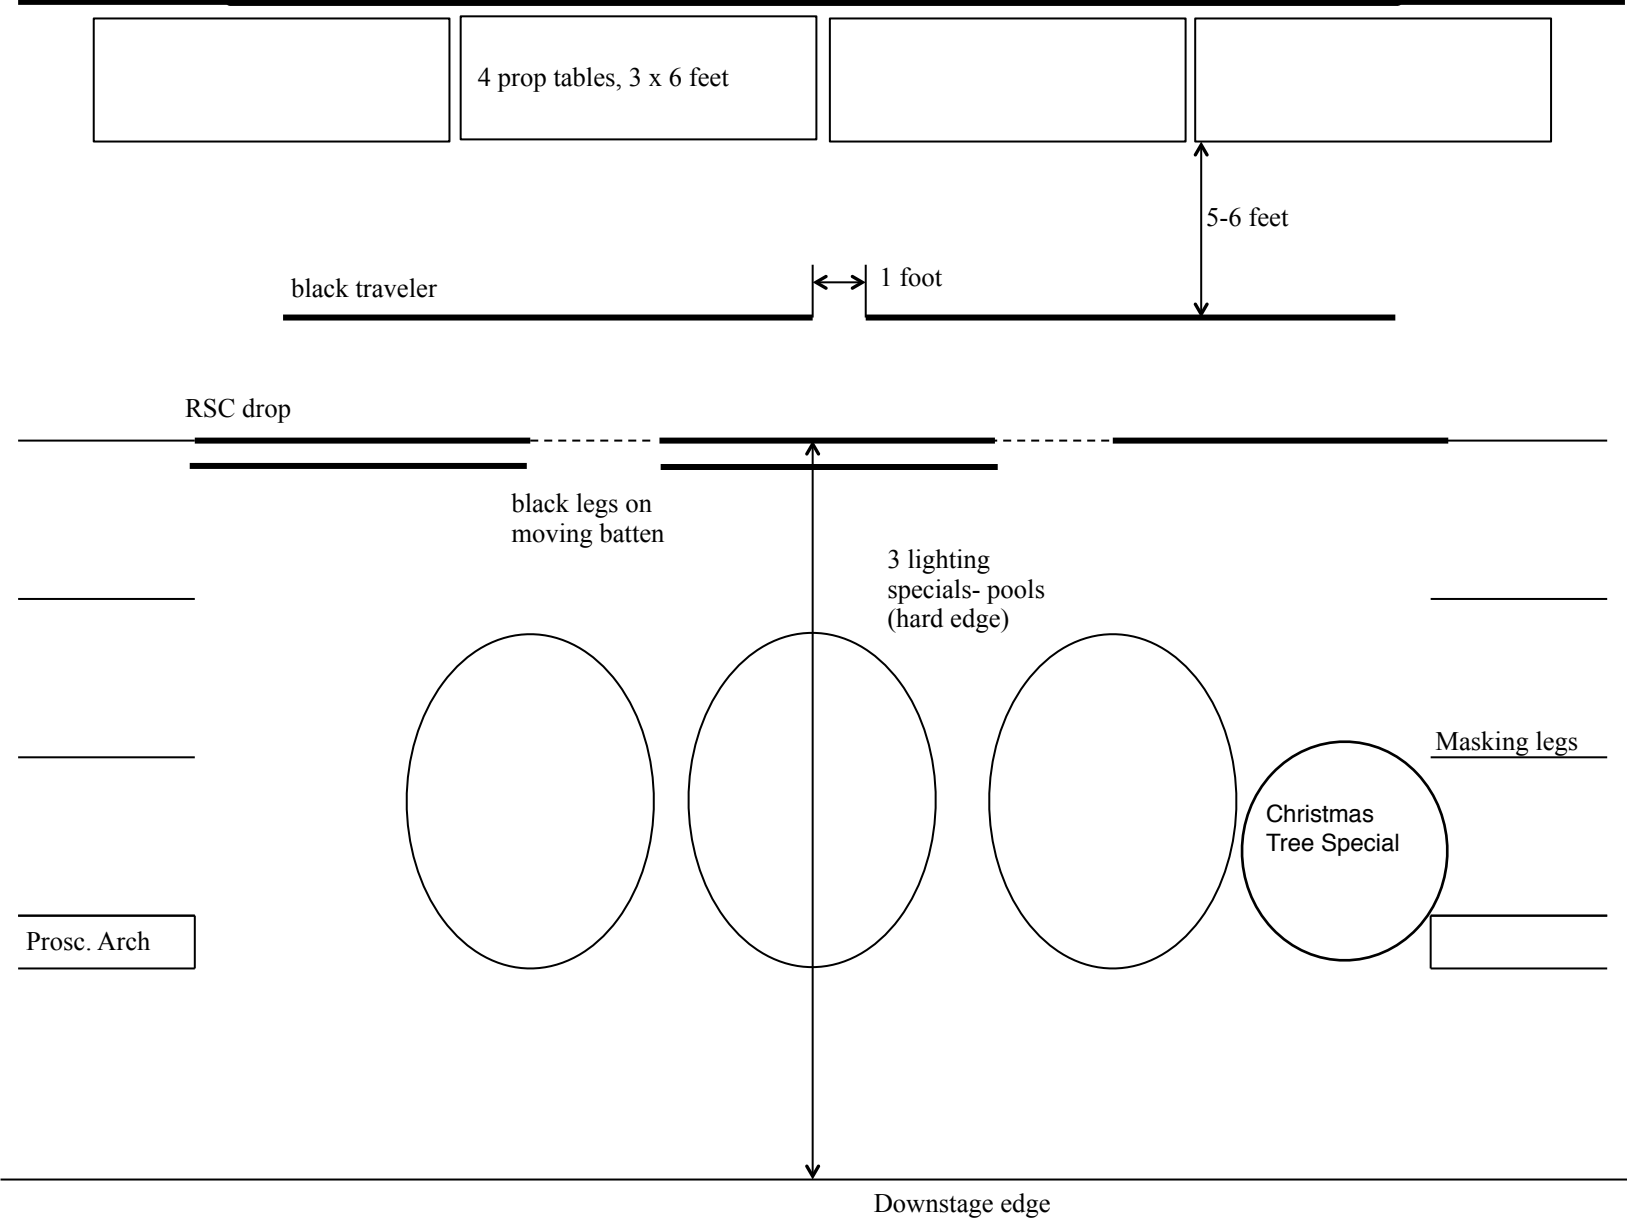 4 prop tables, 3 x 6 feet
5-6 feet
1 foot
black traveler
RSC drop
black legs on
moving batten
3 lighting
specials- pools
(hard edge)
Masking legs
Christmas
Tree Special
Prosc. Arch
Downstage edge